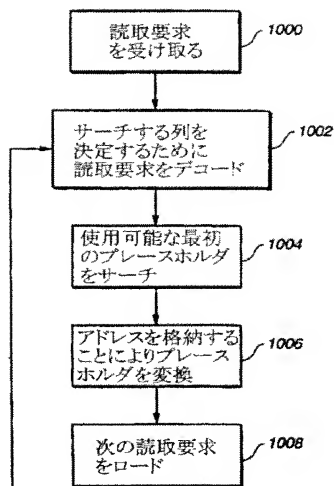 読取要求
を受け取る
1000
サーチする列を
決定するために
読取要求をデコード
1002
使用可能な最初
のプレースホルダ
をサーチ
1004
アドレスを格納する
ことによりプレース
ホルダを変換
1006
次の読取要求
をロード
1008